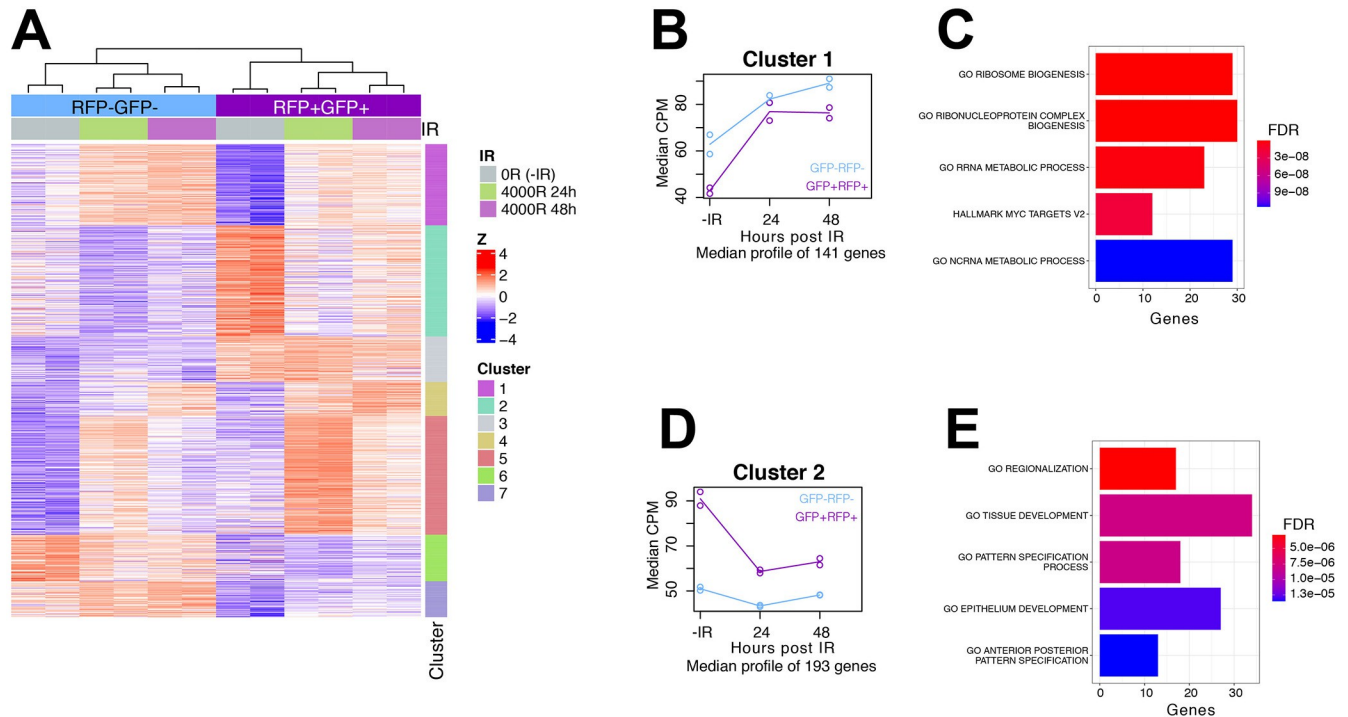 A
RFP-GFP-
RFP+GFP+
IR
IR
0R (-IR)
4000R 24h
4000R 48h
Z
4
2
0
−2
−4
Cluster
1
2
3
4
5
6
7
Cluster
B
Cluster 1
Median CPM
80
60
40
GFP-RFP-
GFP+RFP+
-IR
24
48
Hours post IR
Median profile of 141 genes
C
GO RIBOSOME BIOGENESIS
GO RIBONUCLEOPROTEIN COMPLEX
BIOGENESIS
GO RRNA METABOLIC PROCESS
HALLMARK MYC TARGETS V2
GO NCRNA METABOLIC PROCESS
0
10
20
30
Genes
FDR
3e−08
6e−08
9e−08
D
Cluster 2
Median CPM
90
70
50
GFP-RFP-
GFP+RFP+
-IR
24
48
Hours post IR
Median profile of 193 genes
E
GO REGIONALIZATION
GO TISSUE DEVELOPMENT
GO PATTERN SPECIFICATION
PROCESS
GO EPITHELIUM DEVELOPMENT
GO ANTERIOR POSTERIOR
PATTERN SPECIFICATION
0
10
20
30
Genes
FDR
5.0e−06
7.5e−06
1.0e−05
1.3e−05